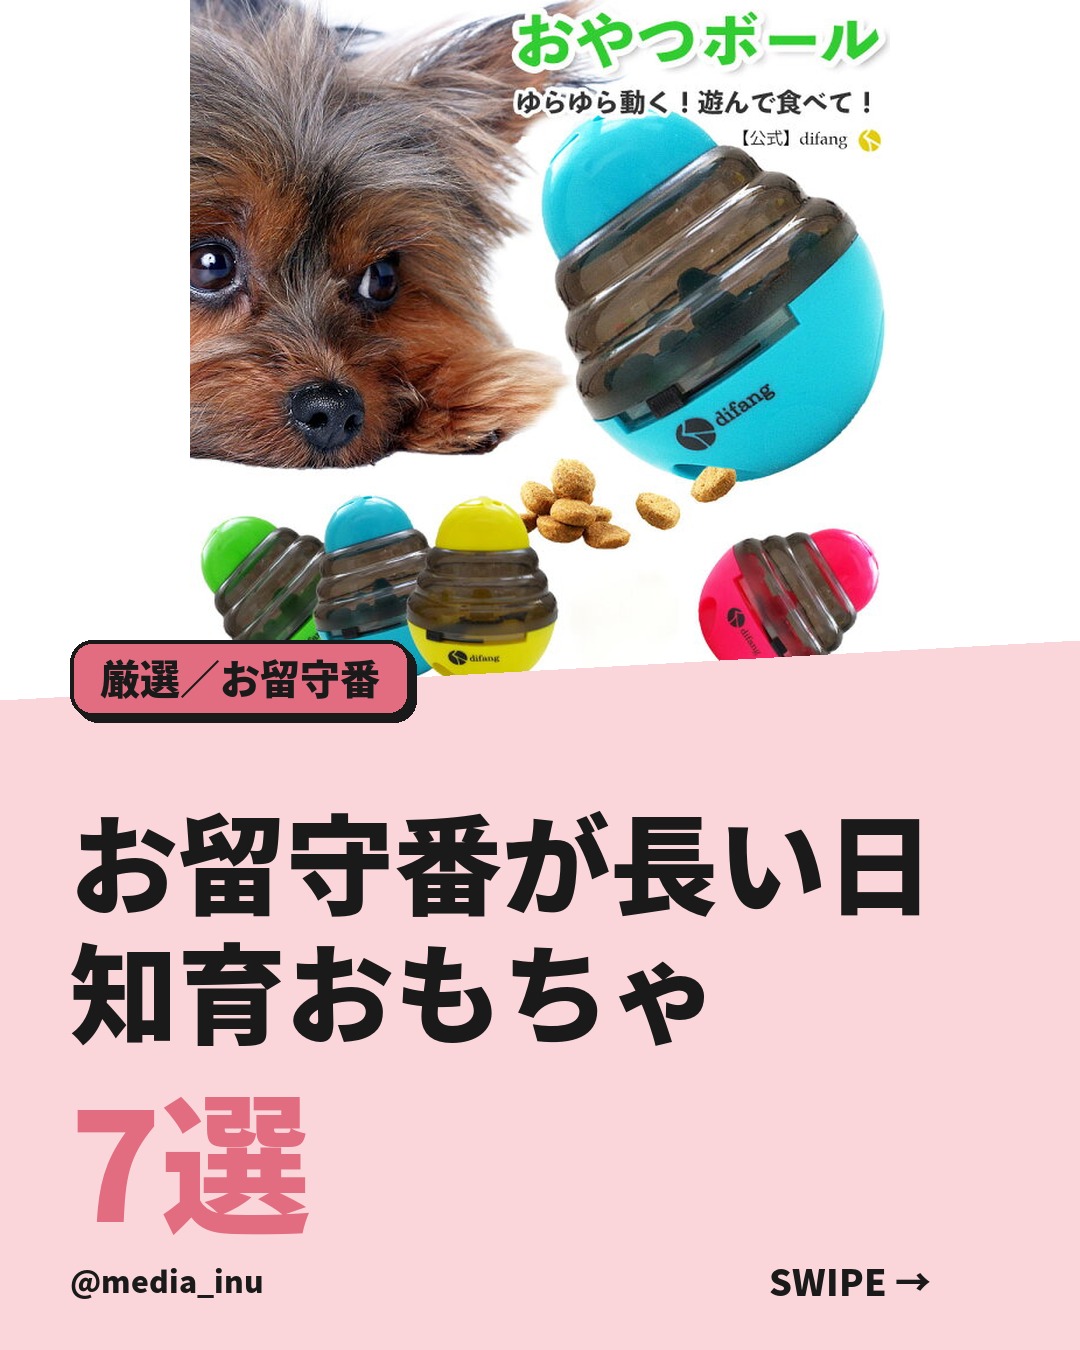 おやつボール
ゆらゆら動く！遊んで食べて！
【公式】difang
difang
difang
difang
厳選／お留守番
お留守番が長い日
知育おもちゃ
7選
@media_inu
SWIPE →